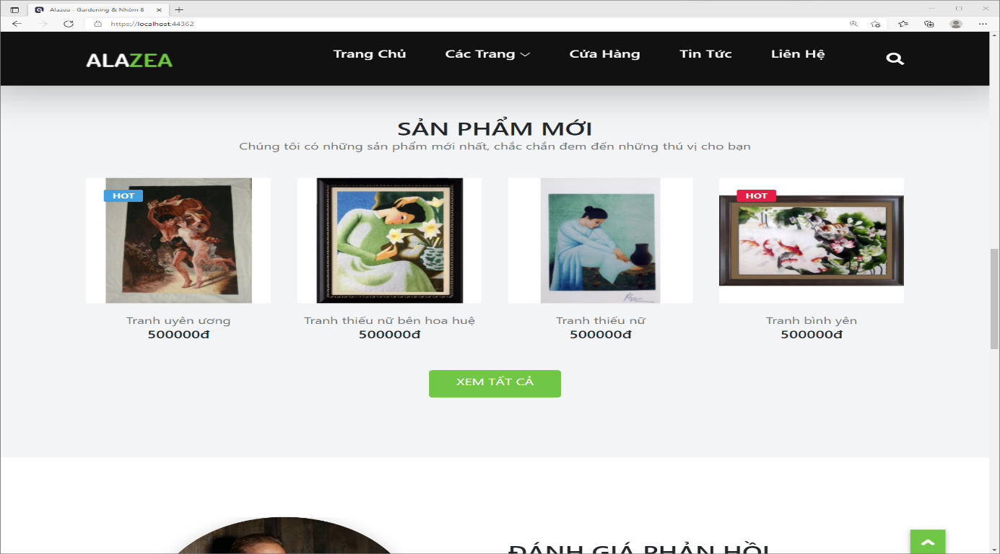 Alazea - Gardening & Nhóm 8
https://localhost:44362
ALAZEA
Trang Chủ
Các Trang
Cửa Hàng
Tin Tức
Liên Hệ
SẢN PHẨM MỚI
Chúng tôi có những sản phẩm mới nhất, chắc chắn đem đến những thú vị cho bạn
HOT
HOT
Tranh uyên ương
500000đ
Tranh thiếu nữ bên hoa huệ
500000đ
Tranh thiếu nữ
500000đ
Tranh bình yên
500000đ
XEM TẤT CẢ
ĐÁNH GIÁ PHẢN HỒI